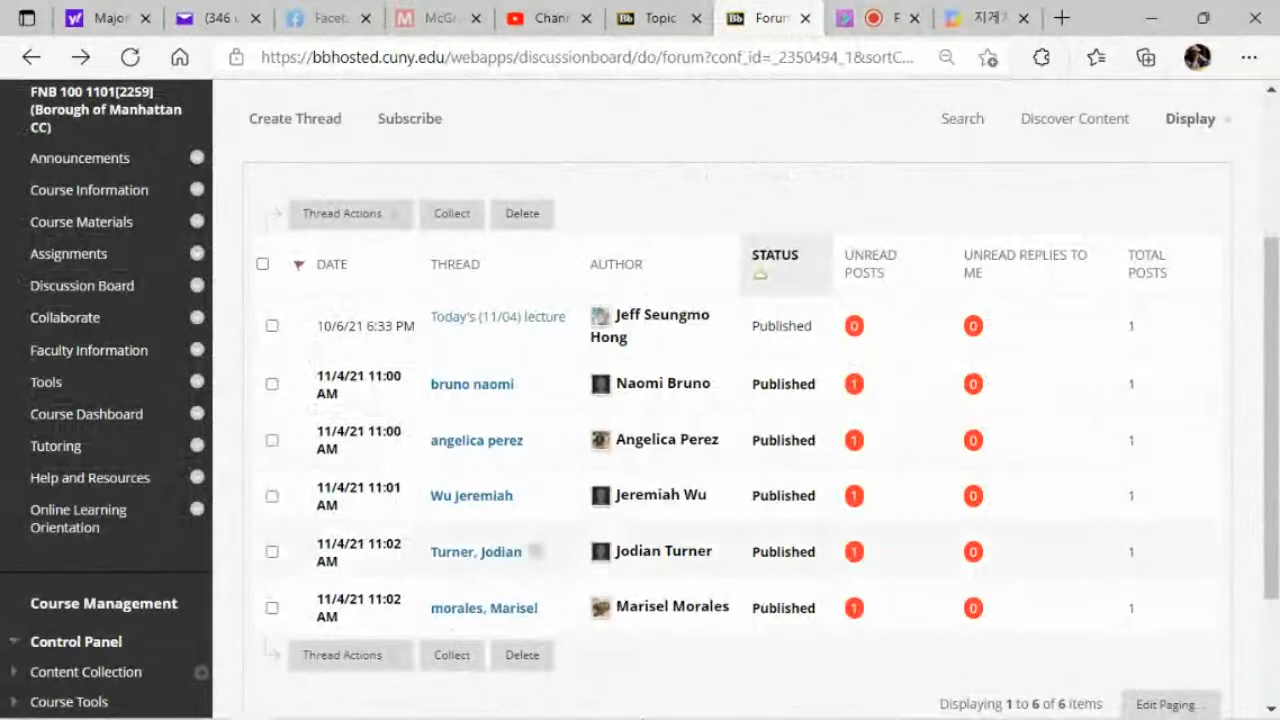 Major
(346
Faceb
McGr
Chan
Topic
Forum
F
지게
https://bbhosted.cuny.edu/webapps/discussionboard/do/forum?conf_id=_2350494_1&sortC...
FNB 100 1101[2259]
(Borough of Manhattan
CC)
Announcements
Course Information
Course Materials
Assignments
Discussion Board
Collaborate
Faculty Information
Tools
Course Dashboard
Tutoring
Help and Resources
Online Learning
Orientation
Course Management
Control Panel
Content Collection
Course Tools
Create Thread Subscribe Search Discover Content Display
Thread Actions Collect Delete
DATE THREAD AUTHOR STATUS UNREAD POSTS UNREAD REPLIES TO ME TOTAL POSTS
10/6/21 6:33 PM Today's (11/04) lecture Jeff Seungmo Hong Published 0 0 1
11/4/21 11:00 AM bruno naomi Naomi Bruno Published 1 0 1
11/4/21 11:00 AM angelica perez Angelica Perez Published 1 0 1
11/4/21 11:01 AM Wu Jeremiah Jeremiah Wu Published 1 0 1
11/4/21 11:02 AM Turner, Jodian Jodian Turner Published 1 0 1
11/4/21 11:02 AM morales, Marisel Marisel Morales Published 1 0 1
Thread Actions Collect Delete
Displaying 1 to 6 of 6 items Edit Paging...